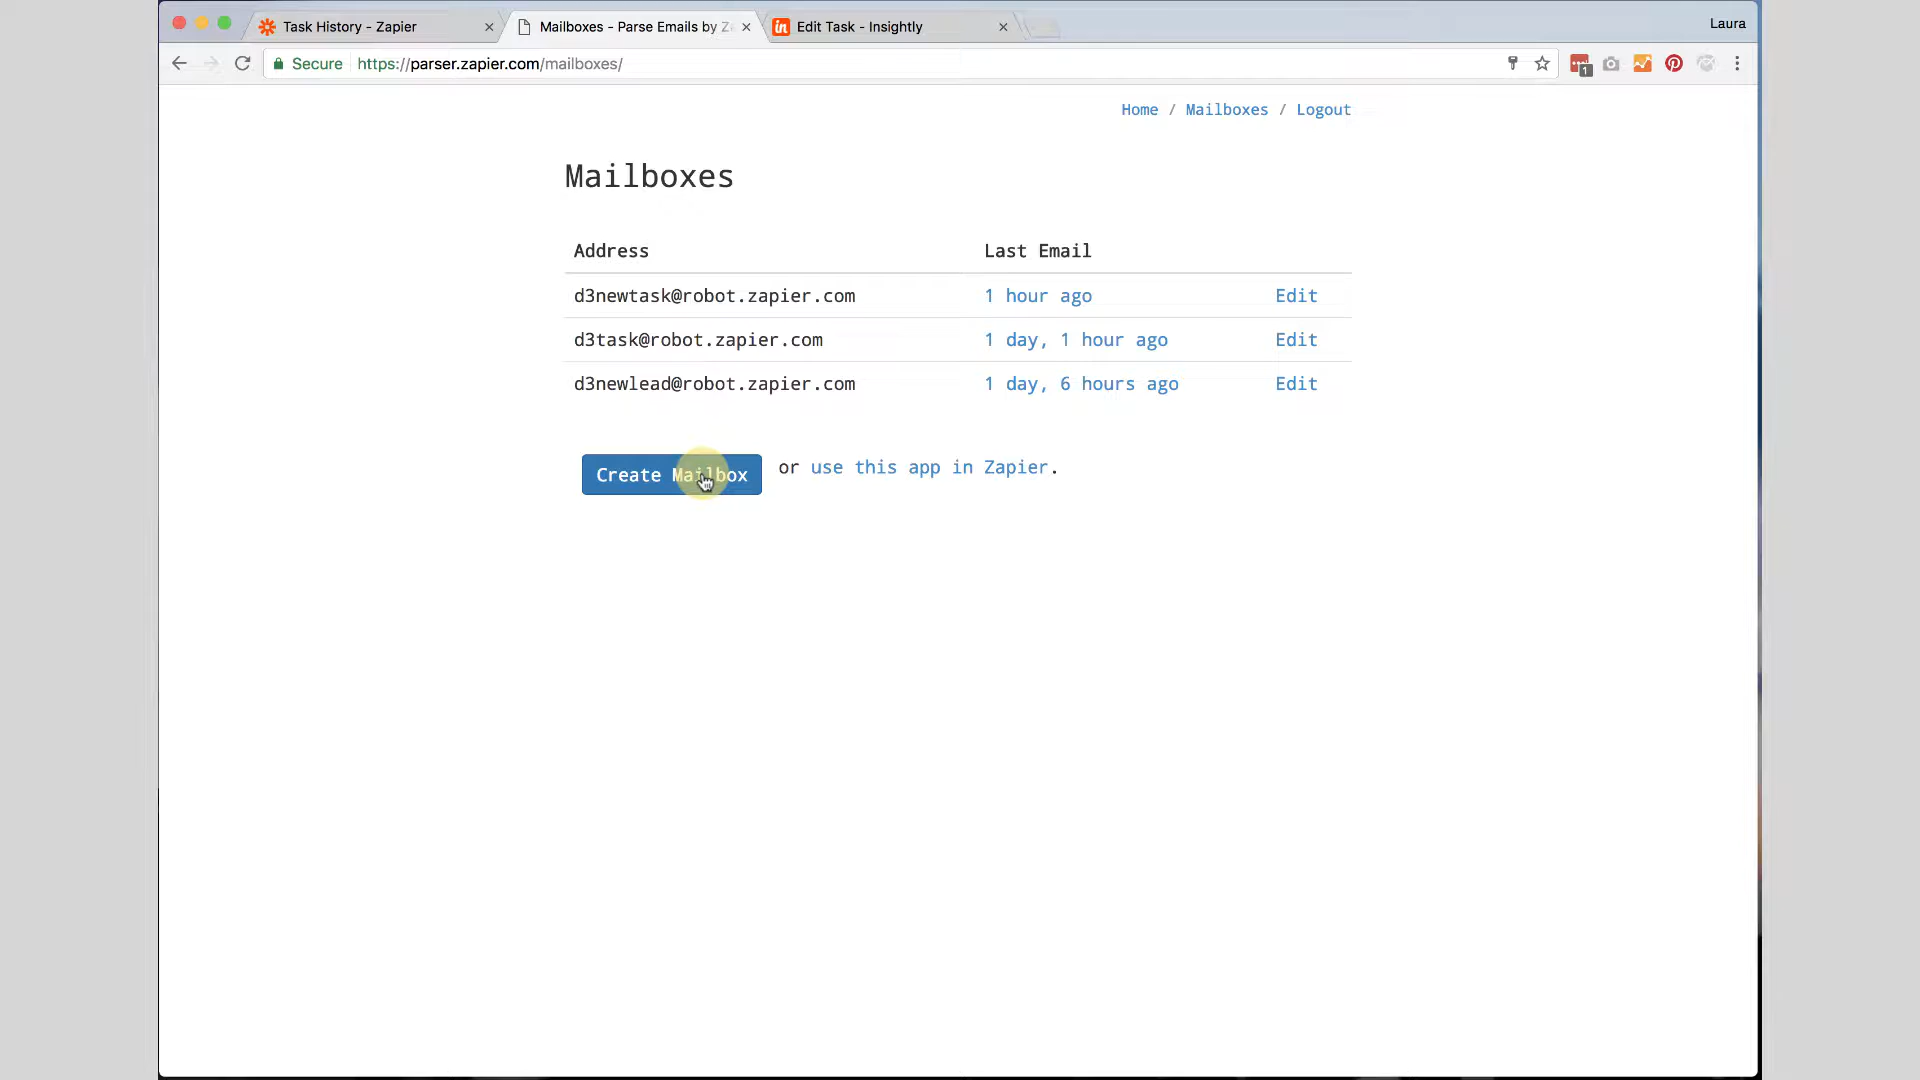 Task History - Zapier
Mailboxes - Parse Emails by Za
Edit Task - Insightly
Laura
Secure https://parser.zapier.com/mailboxes/
1
Home / Mailboxes / Logout
Mailboxes
Address Last Email
d3newtask@robot.zapier.com 1 hour ago Edit
d3task@robot.zapier.com 1 day, 1 hour ago Edit
d3newlead@robot.zapier.com 1 day, 6 hours ago Edit
Create Mailbox or use this app in Zapier.